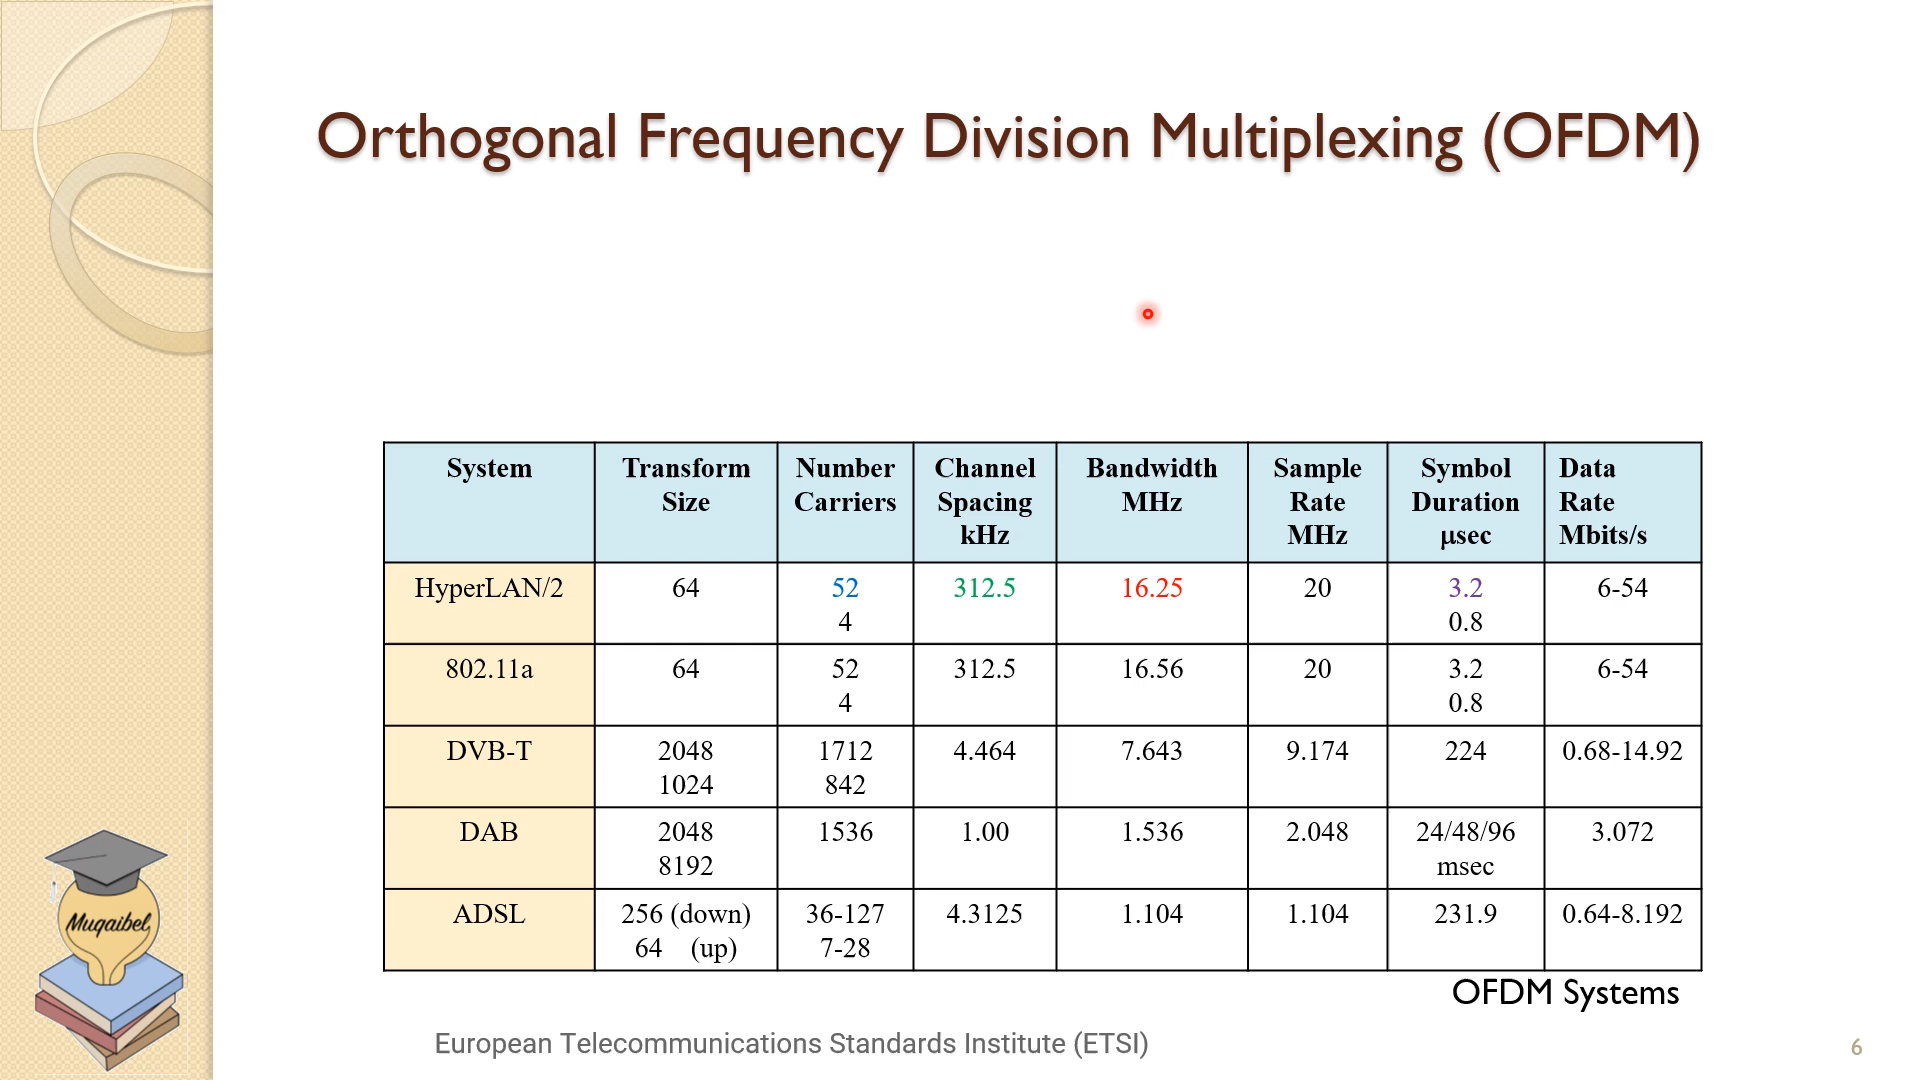 Orthogonal Frequency Division Multiplexing (OFDM)
System Transform Size Number Carriers Channel Spacing kHz Bandwidth MHz Sample Rate MHz Symbol Duration µsec Data Rate Mbits/s
HyperLAN/2 64 52 4 312.5 16.25 20 3.2 0.8 6-54
802.11a 64 52 4 312.5 16.56 20 3.2 0.8 6-54
DVB-T 2048 1024 1712 842 4.464 7.643 9.174 224 0.68-14.92
DAB 2048 8192 1536 1.00 1.536 2.048 24/48/96 msec 3.072
ADSL 256 (down) 64 (up) 36-127 7-28 4.3125 1.104 1.104 231.9 0.64-8.192
OFDM Systems
European Telecommunications Standards Institute (ETSI)
6
Muqaibel